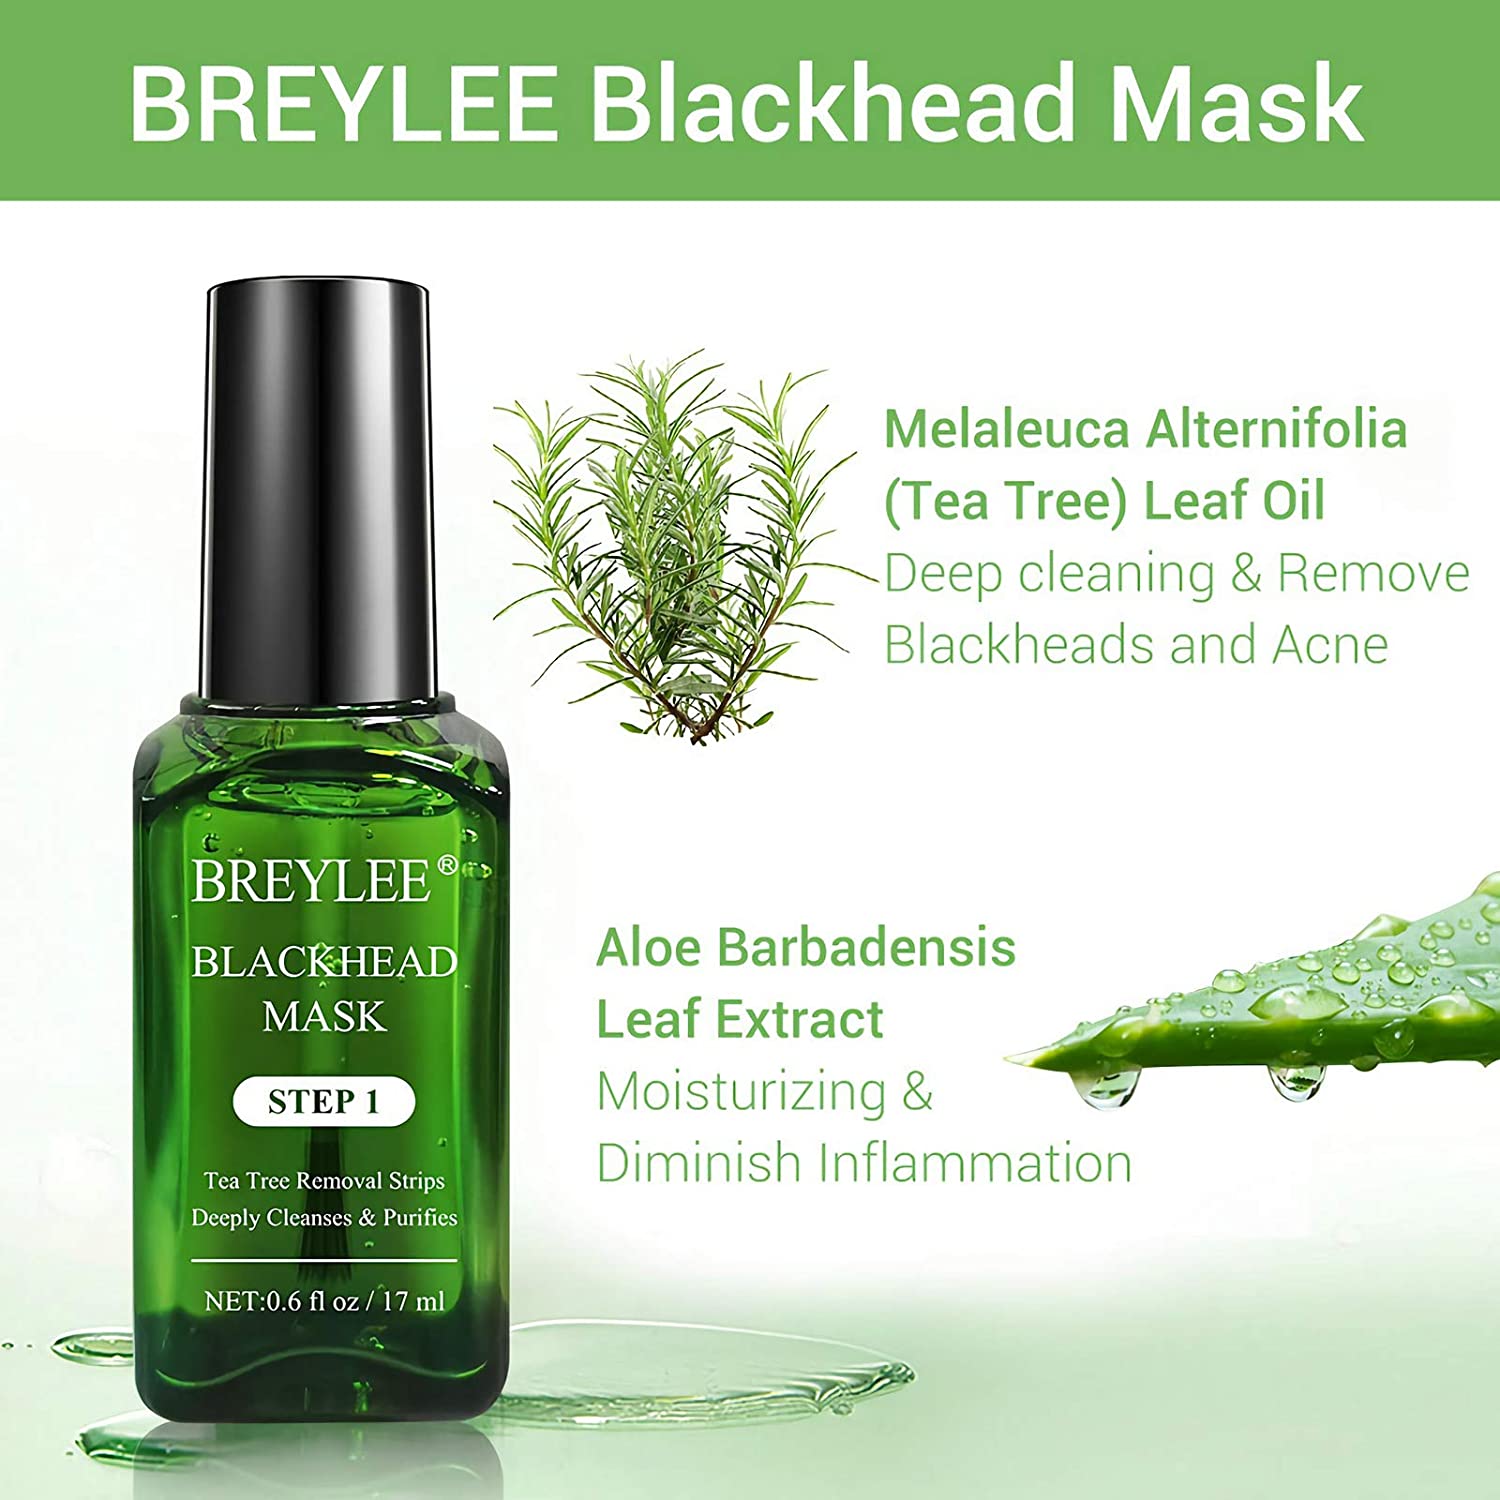 BREYLEE Blackhead Mask
Melaleuca Alternifolia
(Tea Tree) Leaf Oil
Deep cleaning & Remove
Blackheads and Acne
BREYLEE®
BLACKHEAD
MASK
STEP 1
Tea Tree Removal Strips
Deeply Cleanses & Purifies
NET:0.6 fl oz / 17 ml
Aloe Barbadensis
Leaf Extract
Moisturizing &
Diminish Inflammation